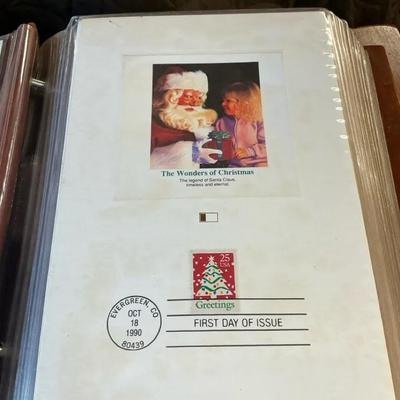 The Wonders of Christmas
The legend of Santa Claus,
timeless and eternal.
25
USA
Greetings
EVERGREEN, CO
OCT
18
1990
80439
FIRST DAY OF ISSUE